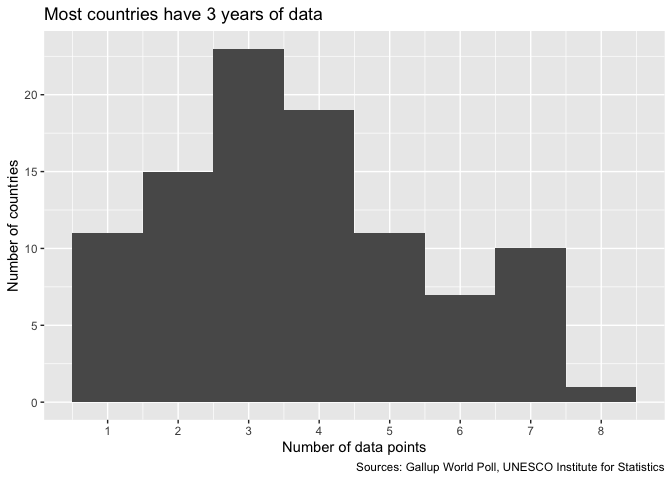 Most countries have 3 years of data
Number of countries
20
15
10
5
0
1 2 3 4 5 6 7 8
Number of data points
Sources: Gallup World Poll, UNESCO Institute for Statistics